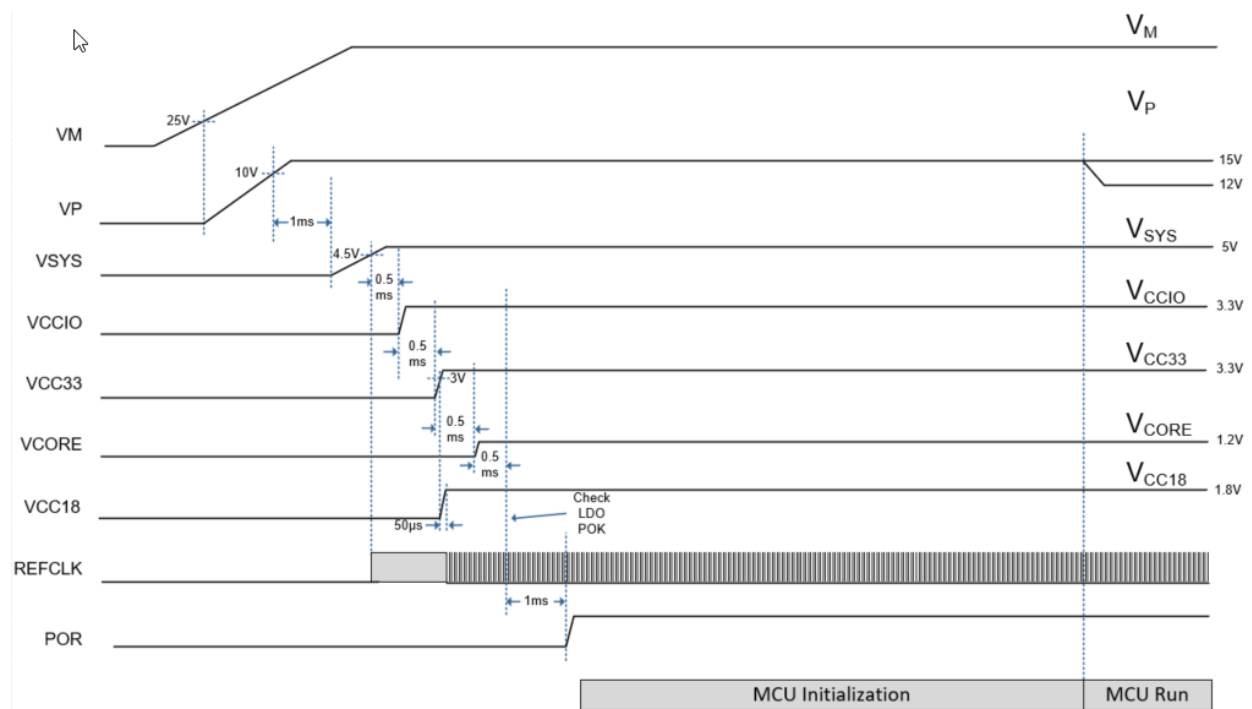 V_M
25V
VM
V_P
10V
15V
12V
VP
1ms
V_SYS
4.5V
5V
VSYS
0.5
ms
V_CCIO
3.3V
VCCIO
0.5
ms
V_CC33
3V
3.3V
VCC33
0.5
ms
V_CORE
1.2V
VCORE
0.5
ms
V_CC18
1.8V
VCC18
50μs
Check
LDO
POK
REFCLK
1ms
POR
MCU Initialization
MCU Run